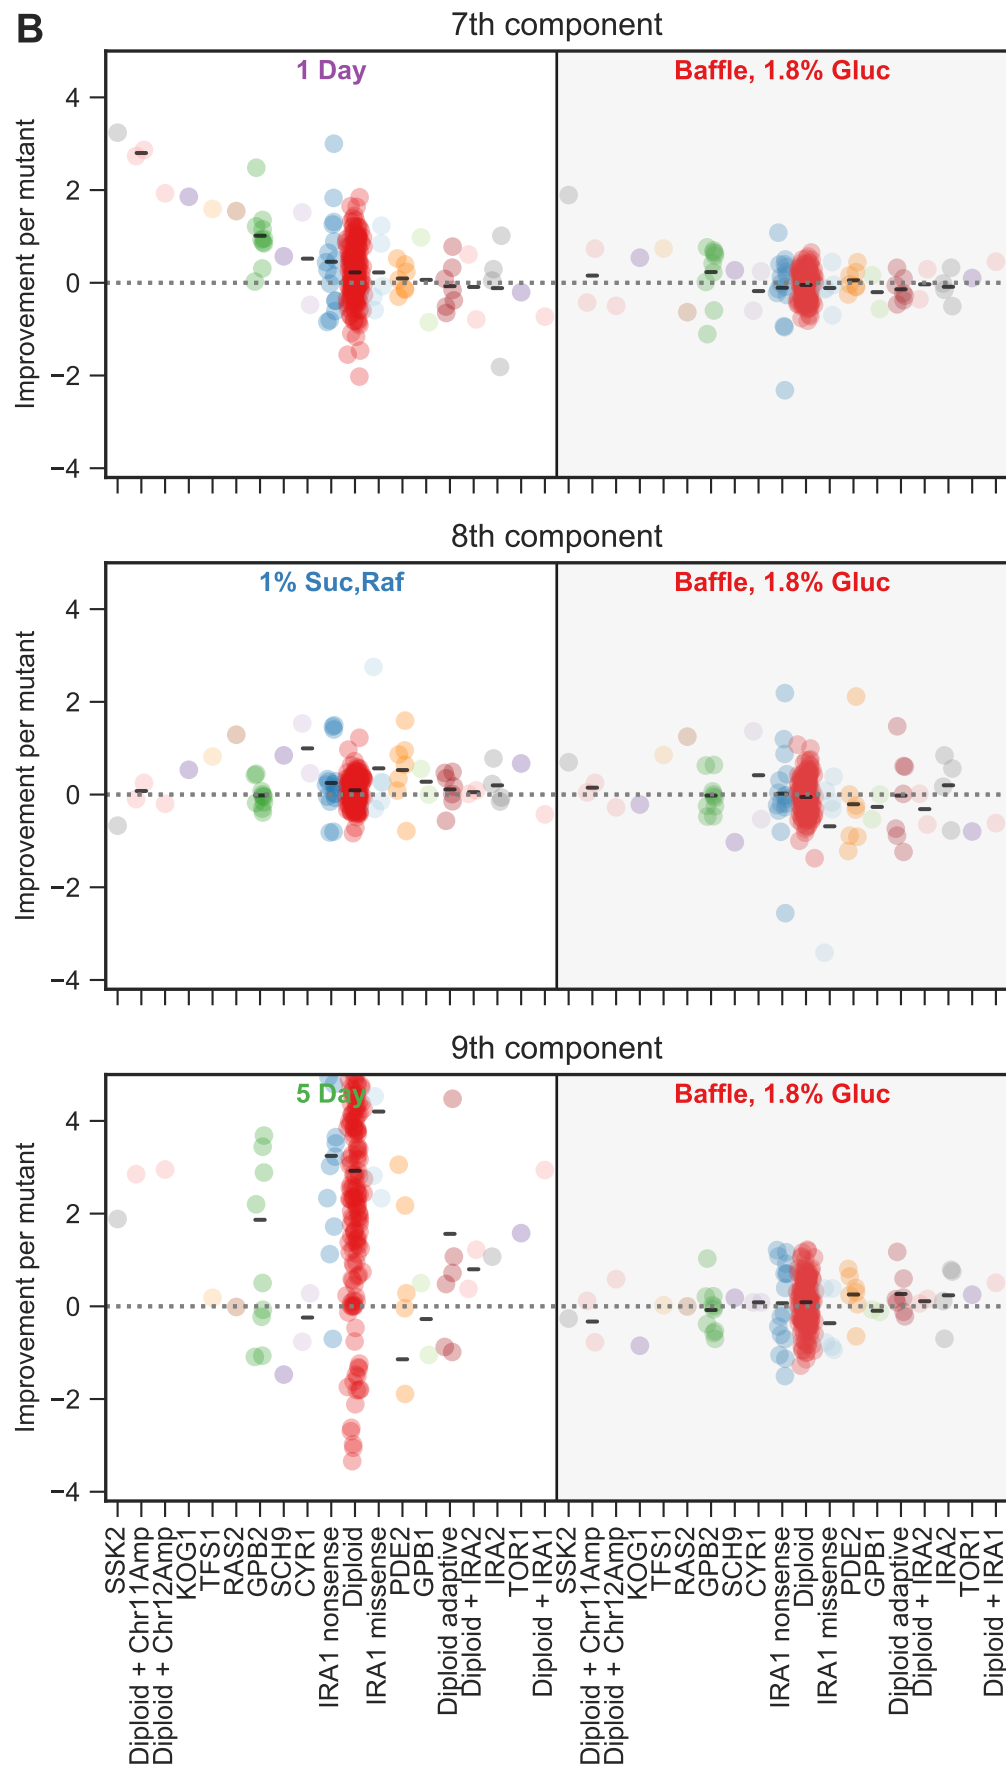 B
7th component
1 Day
Baffle, 1.8% Gluc
Improvement per mutant
4
2
0
−2
−4
8th component
1% Suc,Raf
Baffle, 1.8% Gluc
Improvement per mutant
4
2
0
−2
−4
9th component
5 Day
Baffle, 1.8% Gluc
Improvement per mutant
4
2
0
−2
−4
SSK2
Diploid + Chr11Amp
Diploid + Chr12Amp
KOG1
TFS1
RAS2
GPB2
SCH9
CYR1
IRA1 nonsense
Diploid
IRA1 missense
PDE2
GPB1
Diploid adaptive
Diploid + IRA2
IRA2
TOR1
Diploid + IRA1
SSK2
Diploid + Chr11Amp
Diploid + Chr12Amp
KOG1
TFS1
RAS2
GPB2
SCH9
CYR1
IRA1 nonsense
Diploid
IRA1 missense
PDE2
GPB1
Diploid adaptive
Diploid + IRA2
IRA2
TOR1
Diploid + IRA1